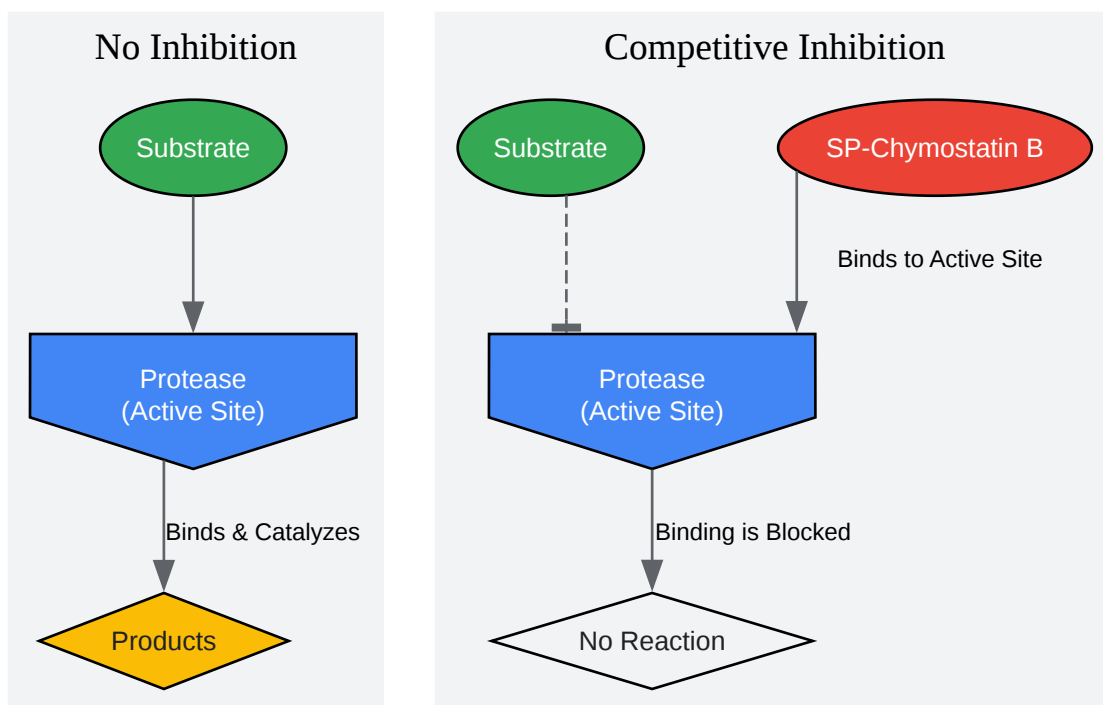 No Inhibition
Substrate
Protease
(Active Site)
Binds & Catalyzes
Products
Competitive Inhibition
Substrate
SP-Chymostatin B
Binds to Active Site
Protease
(Active Site)
Binding is Blocked
No Reaction